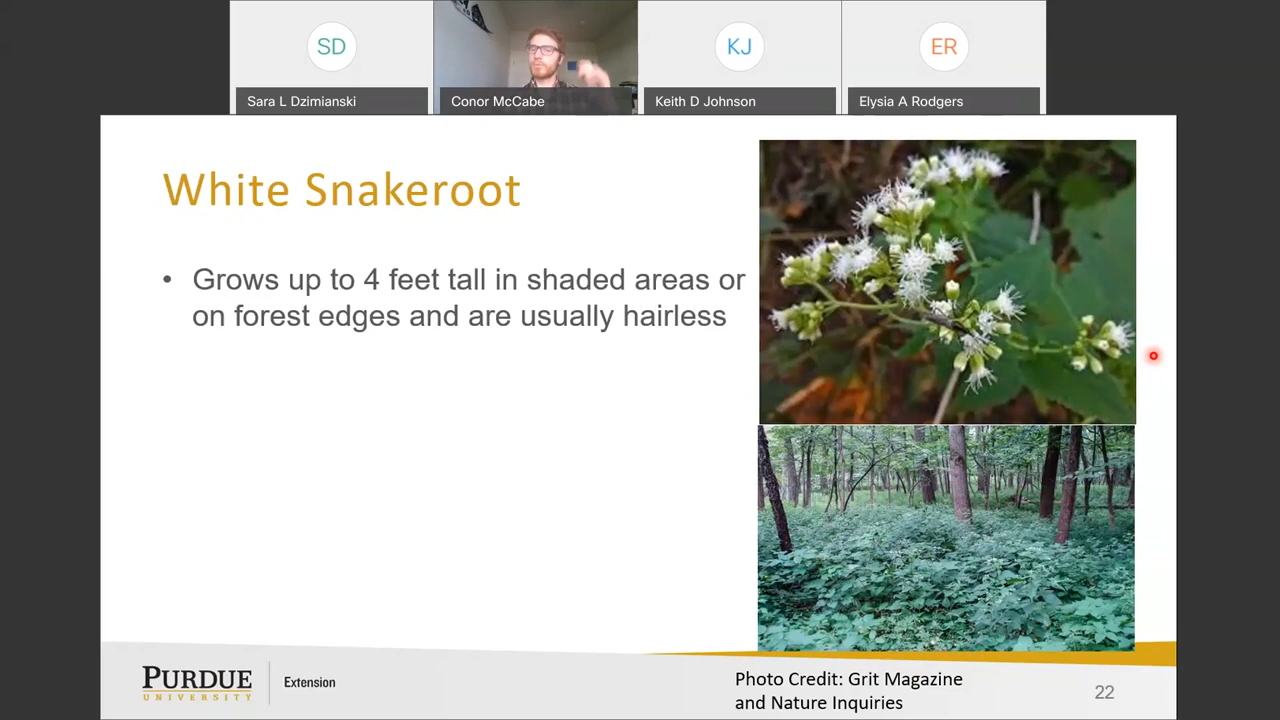 SD
KJ
ER
Sara L Dzimianski
Conor McCabe
Keith D Johnson
Elysia A Rodgers
White Snakeroot
• Grows up to 4 feet tall in shaded areas or
on forest edges and are usually hairless
PURDUE
UNIVERSITY
Extension
Photo Credit: Grit Magazine
and Nature Inquiries
22